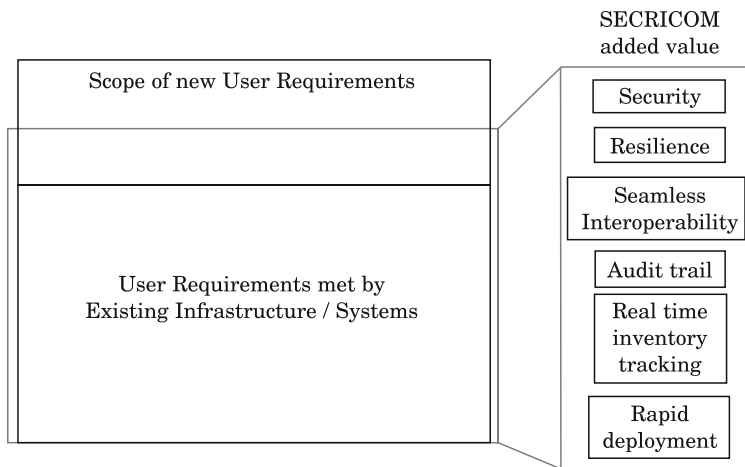 SECRICOM
added value
Scope of new User Requirements
User Requirements met by
Existing Infrastructure / Systems
Security
Resilience
Seamless
Interoperability
Audit trail
Real time
inventory
tracking
Rapid
deployment